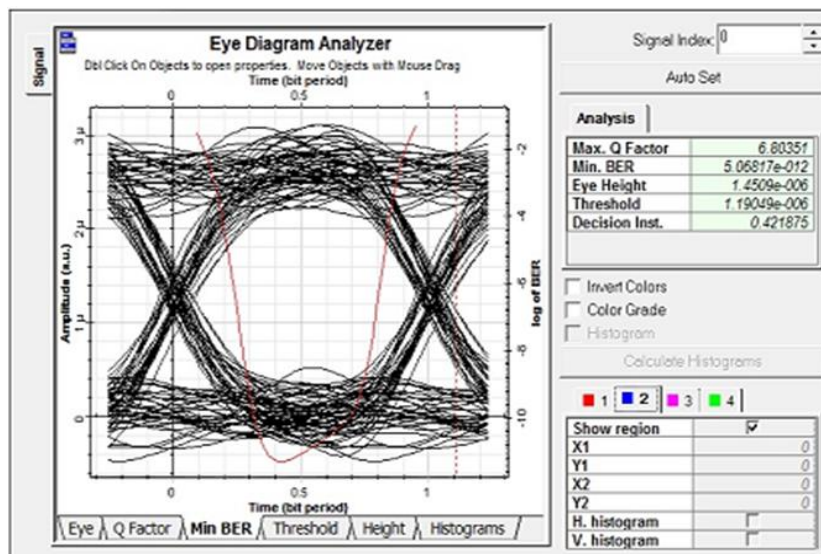 Signal
Eye Diagram Analyzer
Dbl Click On Objects to open properties. Move Objects with Mouse Drag
Time (bit period)
0 0.5 1
Amplitude (a.u.)
3 µ
2 µ
1 µ
0
log of BER
-2
-3
-4
-5
-6
-7
-8
-9
-10
0 0.5 1
Time (bit period)
Eye Q Factor Min BER Threshold Height Histograms
Signal Index: 0
Auto Set
Analysis
Max. Q Factor 6.80351
Min. BER 5.06817e-012
Eye Height 1.4509e-006
Threshold 1.19049e-006
Decision Inst. 0.421875
Invert Colors
Color Grade
Histogram
Calculate Histograms
1 2 3 4
Show region
X1 0
Y1 0
X2 0
Y2 0
H. histogram
V. histogram